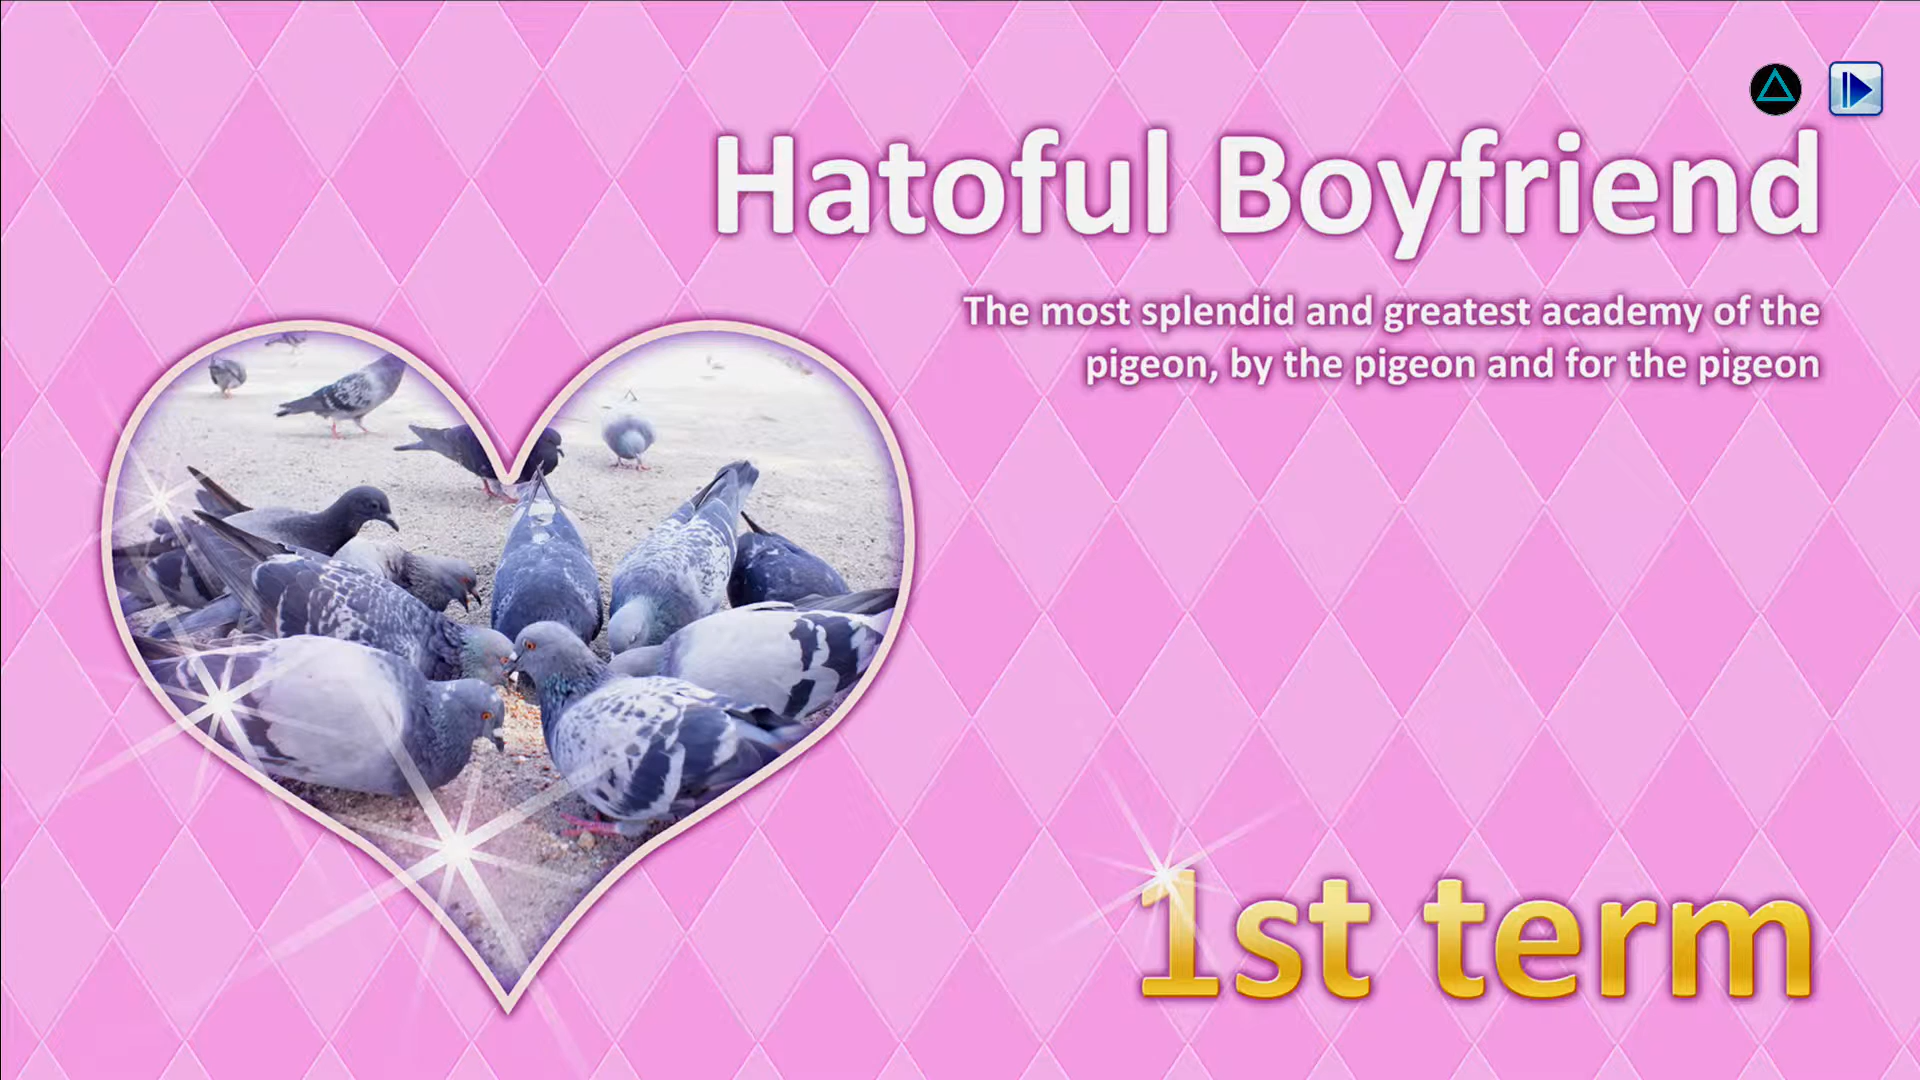 Hatoful Boyfriend
The most splendid and greatest academy of the
pigeon, by the pigeon and for the pigeon
1st term